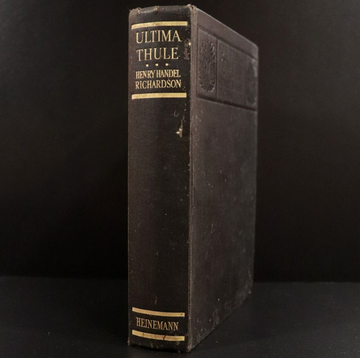 ULTIMA
THULE
HENRY HANDEL
RICHARDSON
HEINEMANN